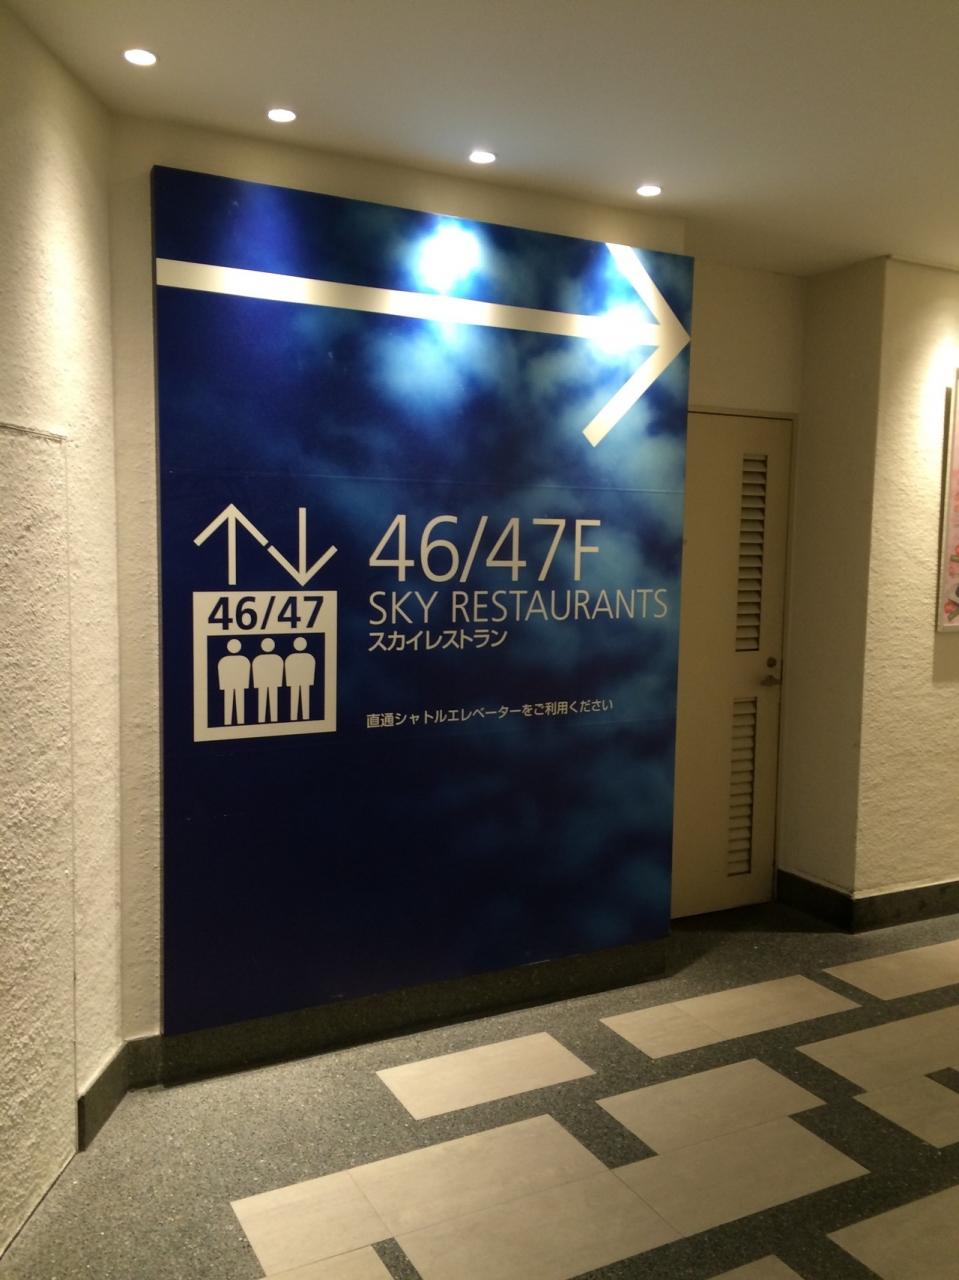 46/47
46/47F
SKY RESTAURANTS
スカイレストラン
直通シャトルエレベーターをご利用ください